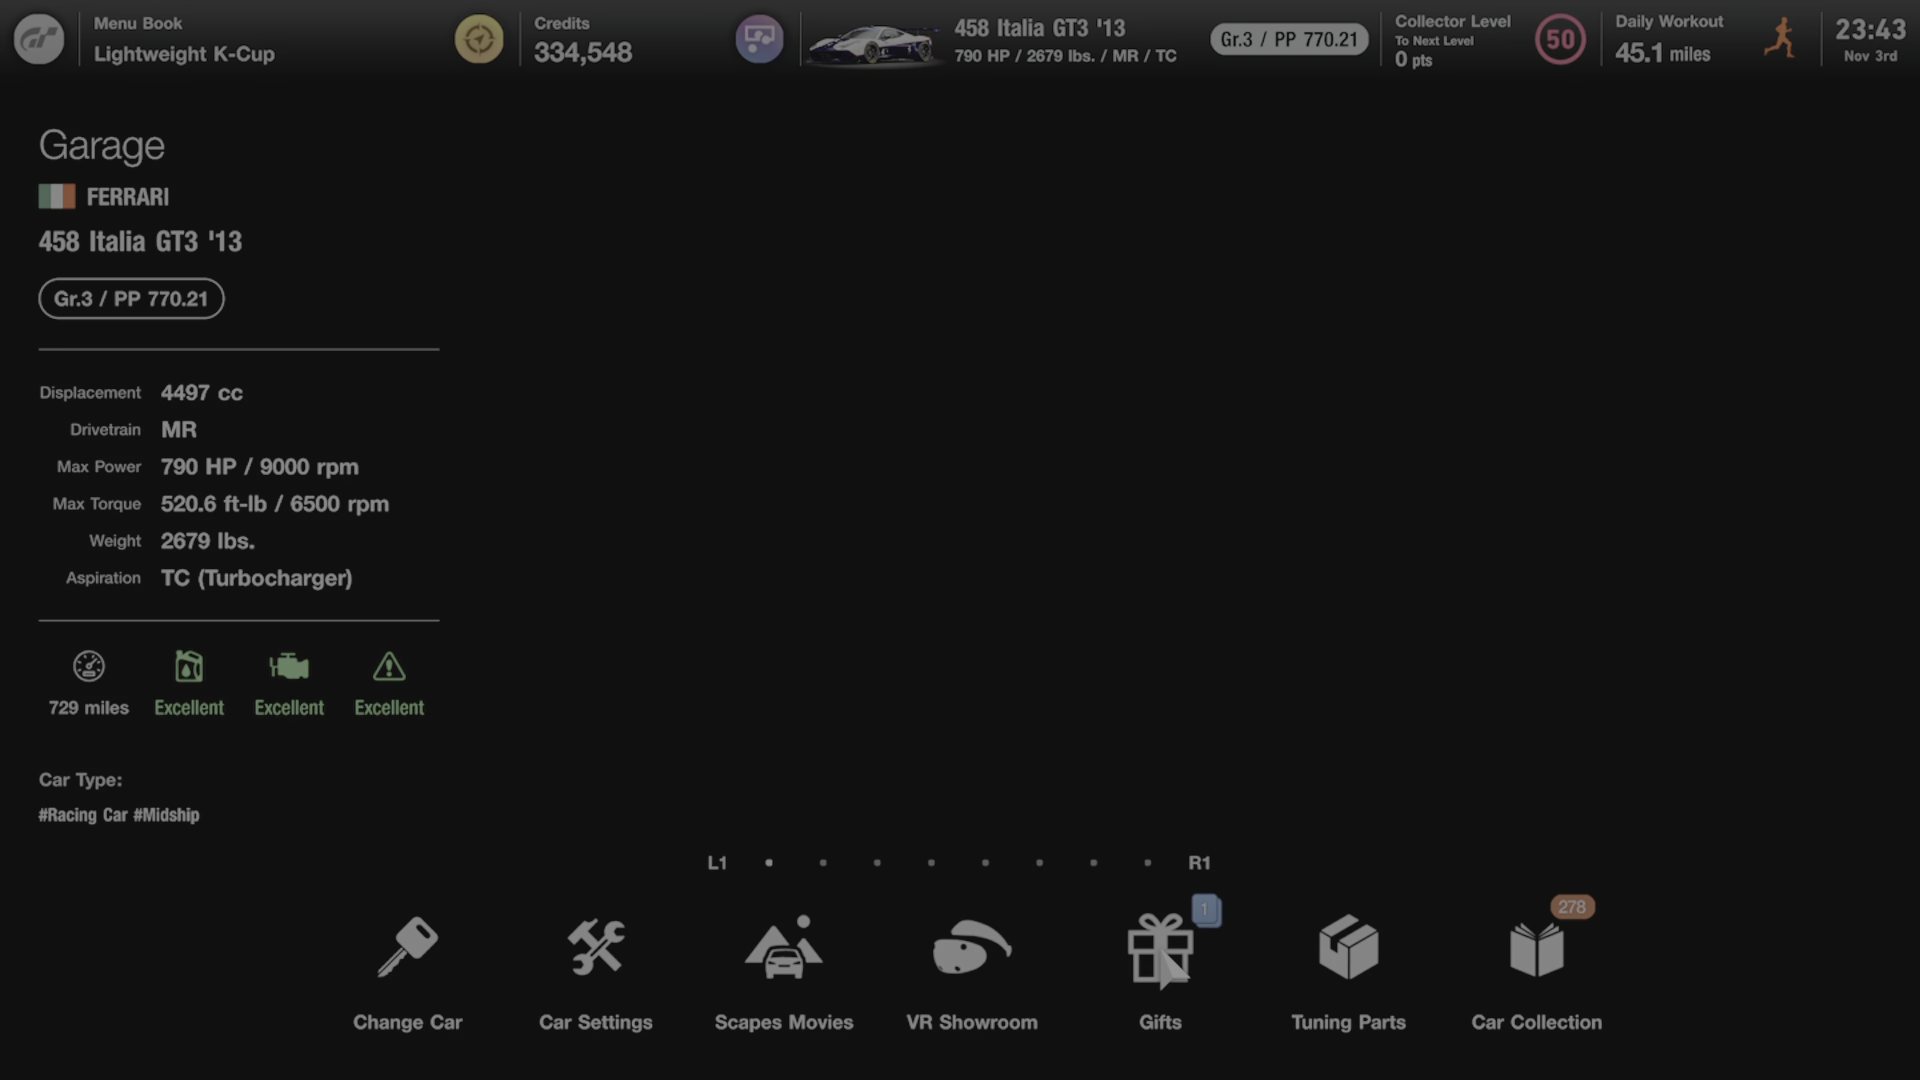 Menu Book
Lightweight K-Cup
Credits
334,548
458 Italia GT3 '13
790 HP / 2679 lbs. / MR / TC
Gr.3 / PP 770.21
Collector Level
To Next Level
0 pts
50
Daily Workout
45.1 miles
23:43
Nov 3rd
Garage
FERRARI
458 Italia GT3 '13
Gr.3 / PP 770.21
Displacement 4497 cc
Drivetrain MR
Max Power 790 HP / 9000 rpm
Max Torque 520.6 ft-lb / 6500 rpm
Weight 2679 lbs.
Aspiration TC (Turbocharger)
729 miles Excellent Excellent Excellent
Car Type:
#Racing Car #Midship
L1 R1
1
278
Change Car Car Settings Scapes Movies VR Showroom Gifts Tuning Parts Car Collection